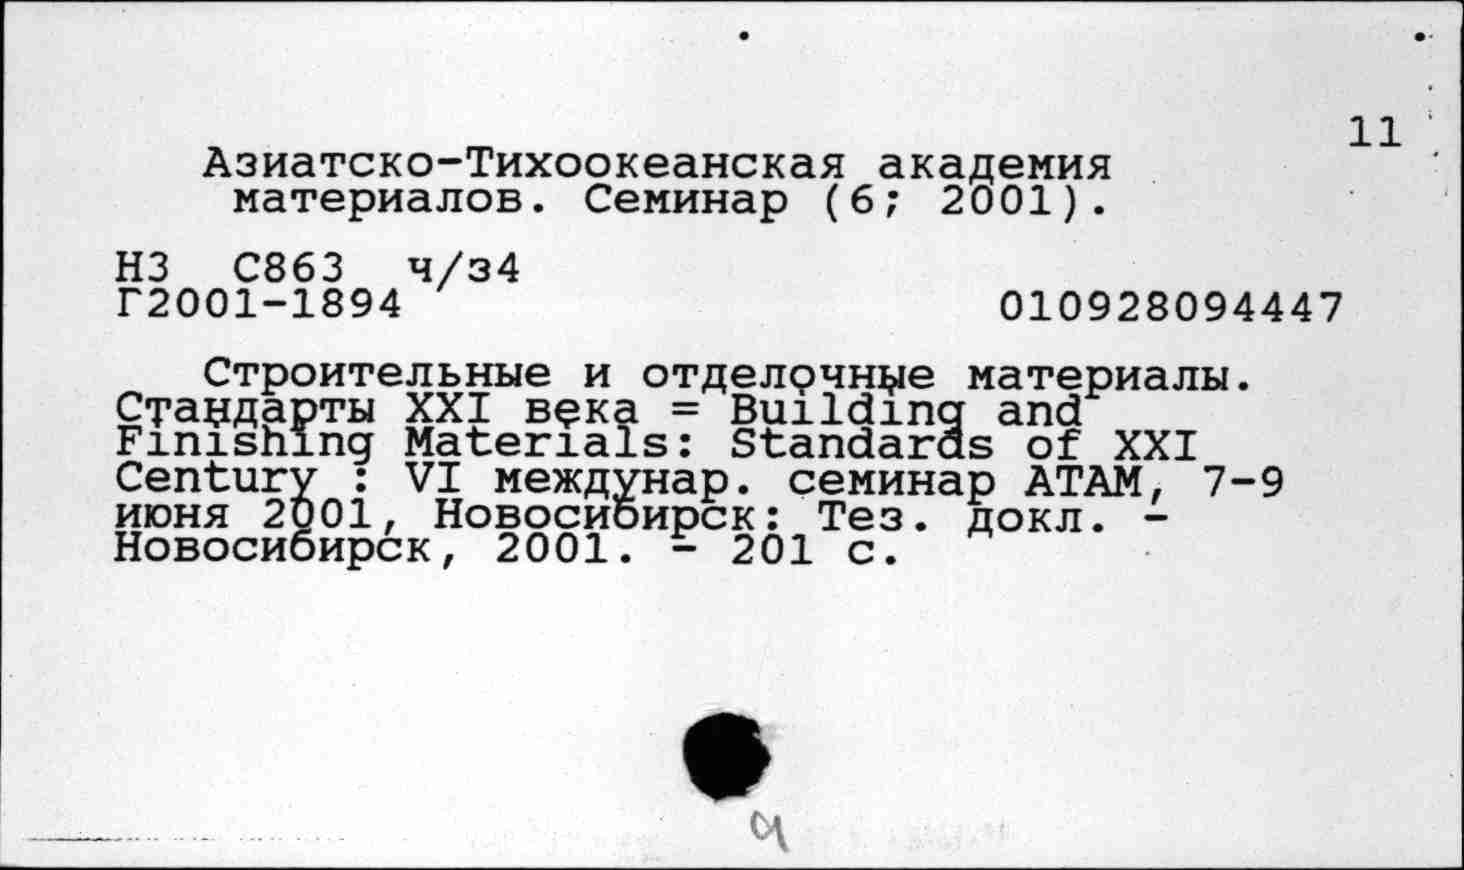 11
Азиатско-Тихоокеанская академия
материалов. Семинар (6; 2001).
НЗ С863 ч/з4
Г2001-1894 010928094447
Строительные и отделочные материалы.
Стандарты XXI века = Building and
Finishing Materials: Standards of XXI
Century : VI междунар. семинар АТАМ, 7-9
июня 2001, Новосибирск: Тез. докл. -
Новосибирск, 2001. - 201 с.